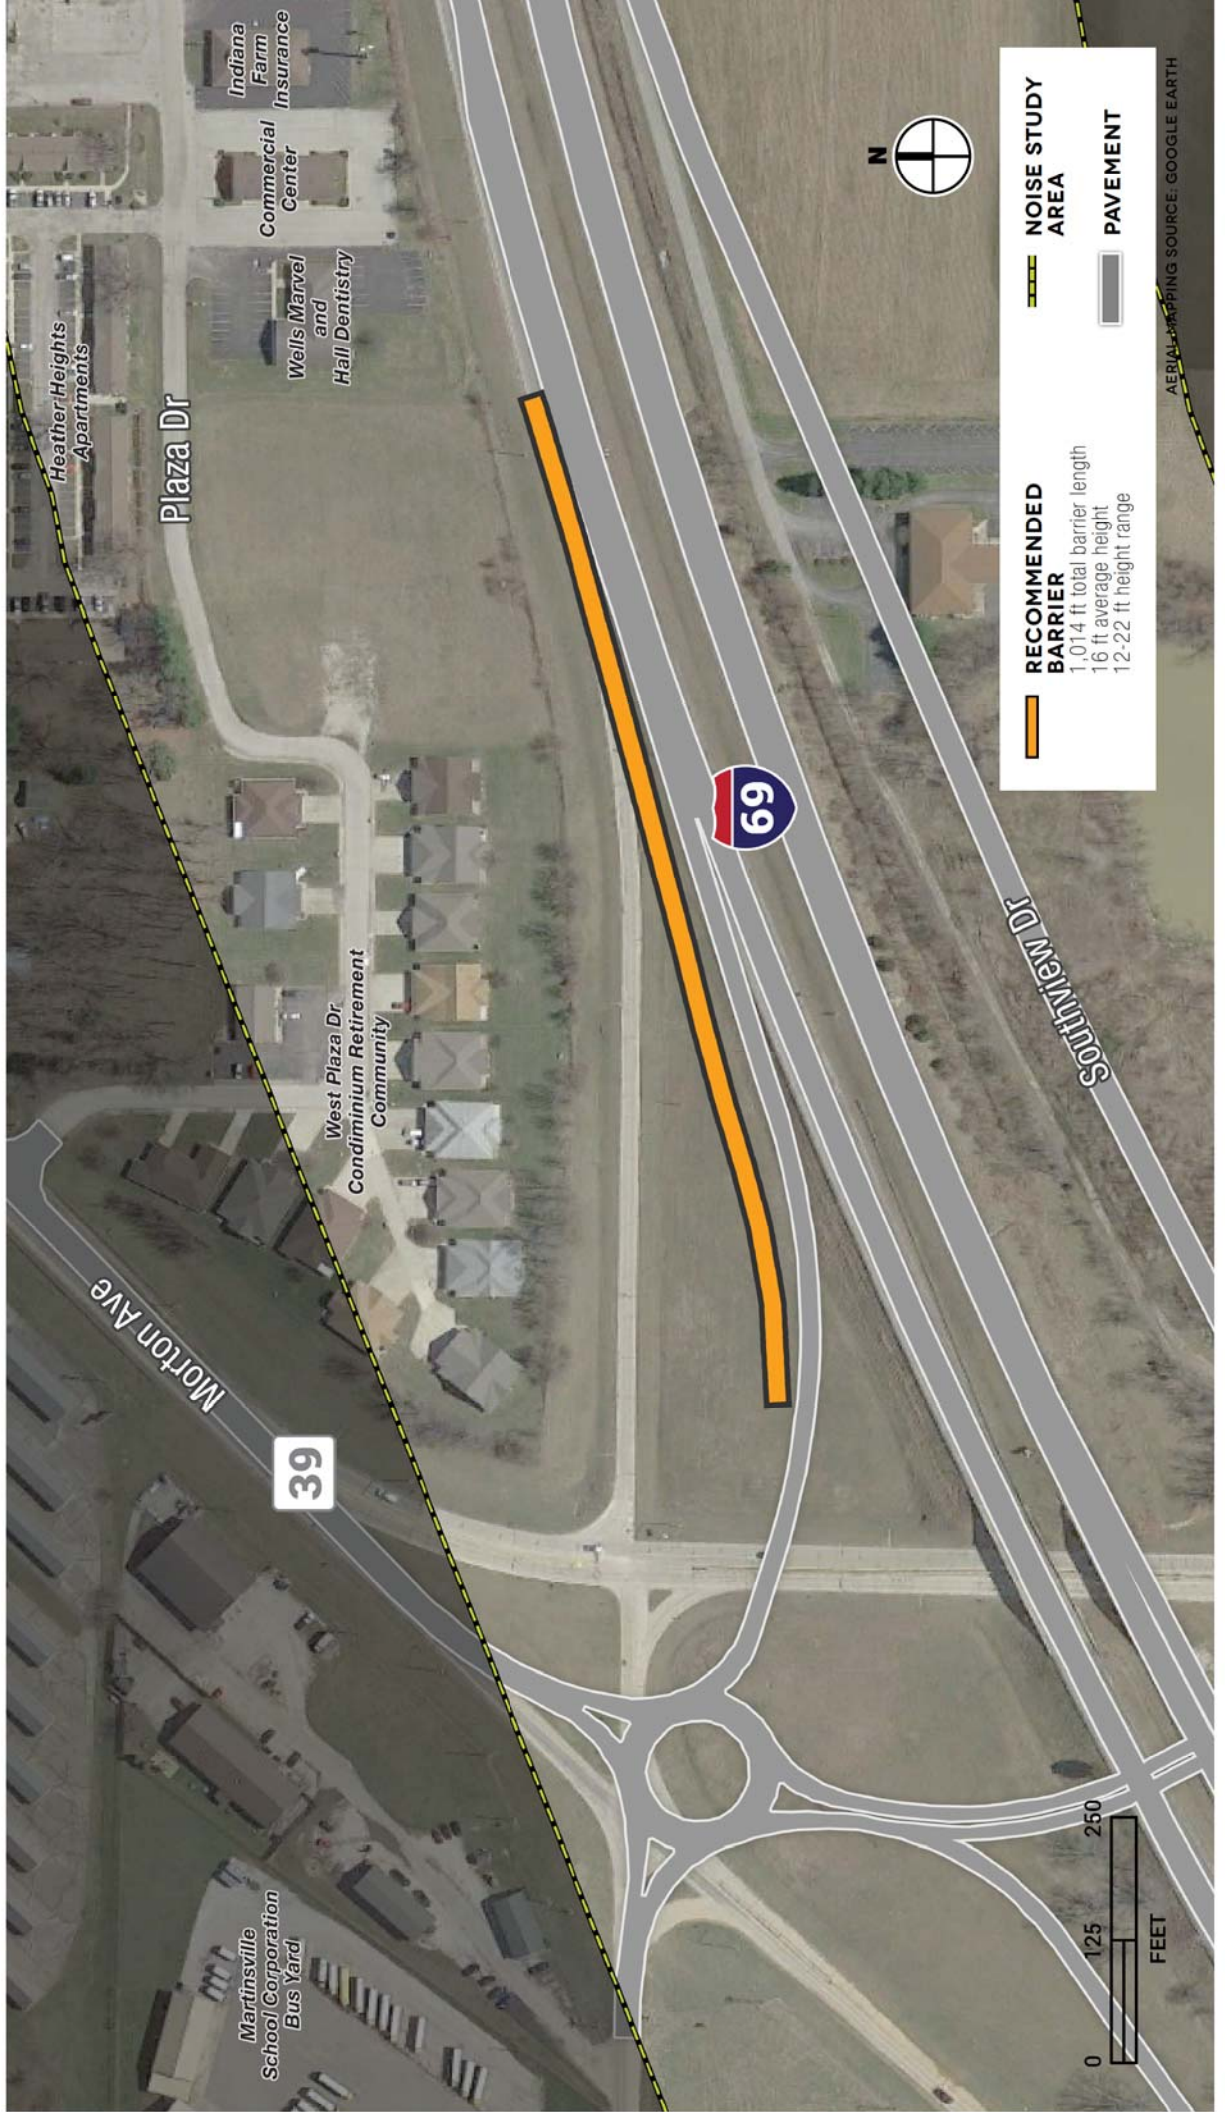 Indiana
Farm
Insurance
Commercial
Center
Wells Marvel
and
Hall Dentistry
Heather Heights
Apartments
Plaza Dr
West Plaza Dr
Condiminium Retirement
Community
Morton Ave
39
Martinsville
School Corporation
Bus Yard
69
Southview Dr
N
RECOMMENDED
BARRIER
1,014 ft total barrier length
16 ft average height
12-22 ft height range
NOISE STUDY
AREA
PAVEMENT
AERIAL MAPPING SOURCE: GOOGLE EARTH
0 125 250
FEET